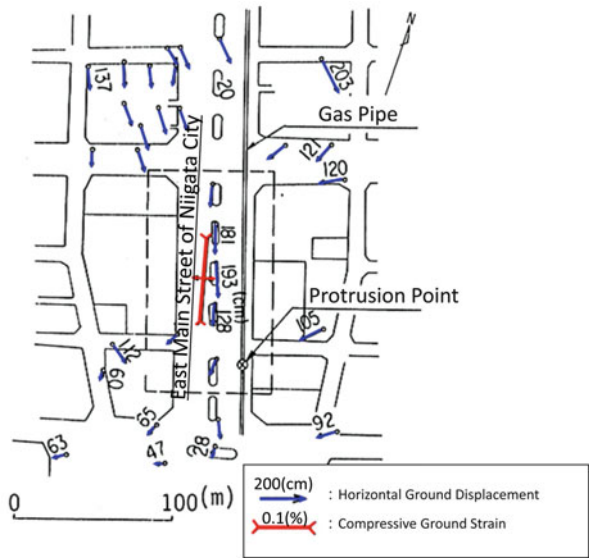 N
137
20
203
Gas Pipe
121
120
East Main Street of Niigata City
181
193 (cm)
128
Protrusion Point
105
112
60
65
92
63
47
28
0 100(m)
200(cm)
: Horizontal Ground Displacement
0.1(%)
: Compressive Ground Strain